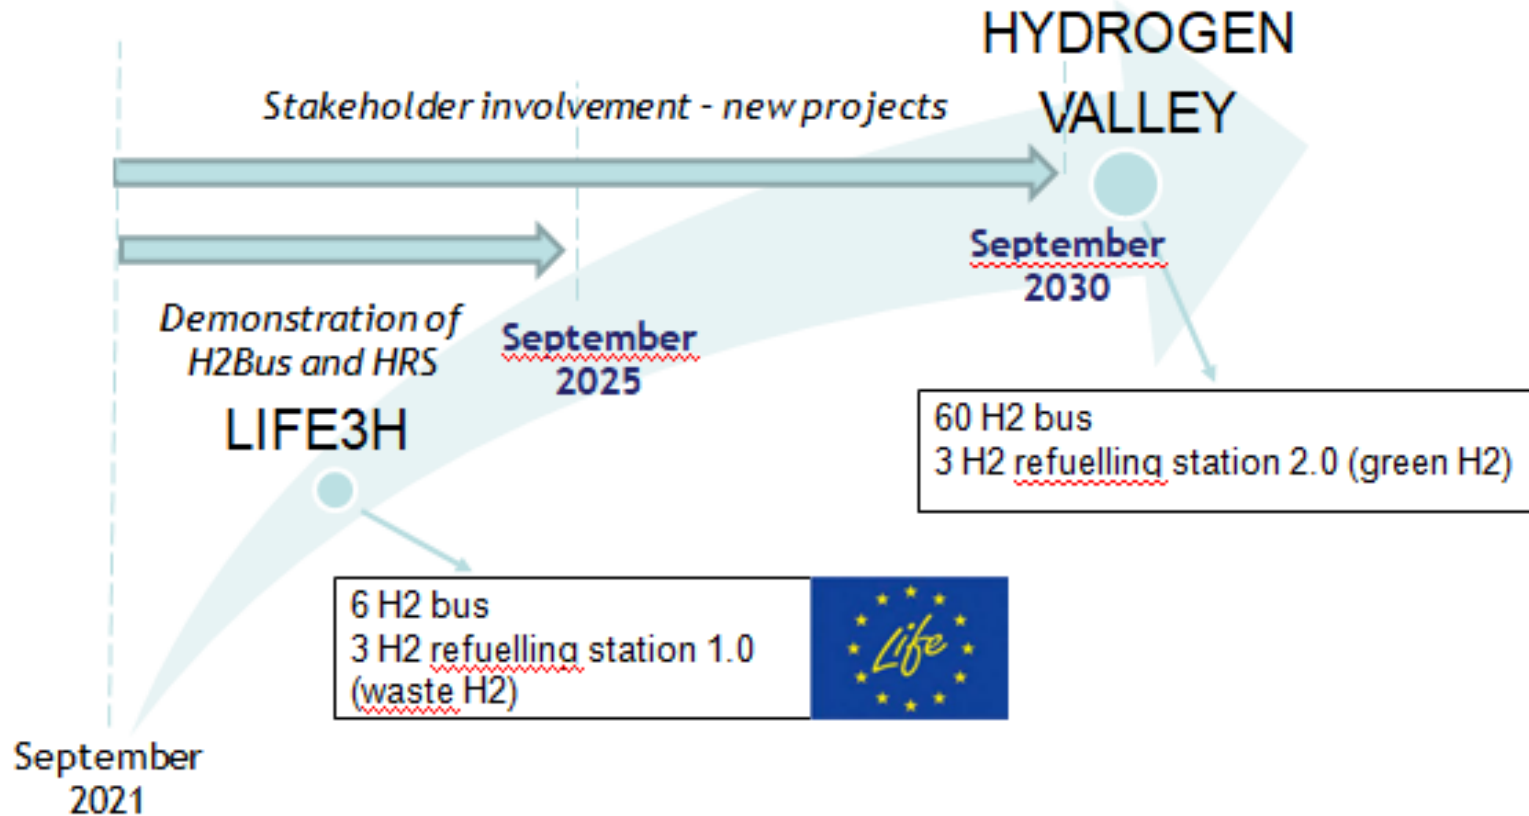 HYDROGEN
VALLEY
Stakeholder involvement - new projects
September
2030
Demonstration of
H2Bus and HRS
September
2025
LIFE3H
60 H2 bus
3 H2 refuelling station 2.0 (green H2)
6 H2 bus
3 H2 refuelling station 1.0
(waste H2)
Life
September
2021